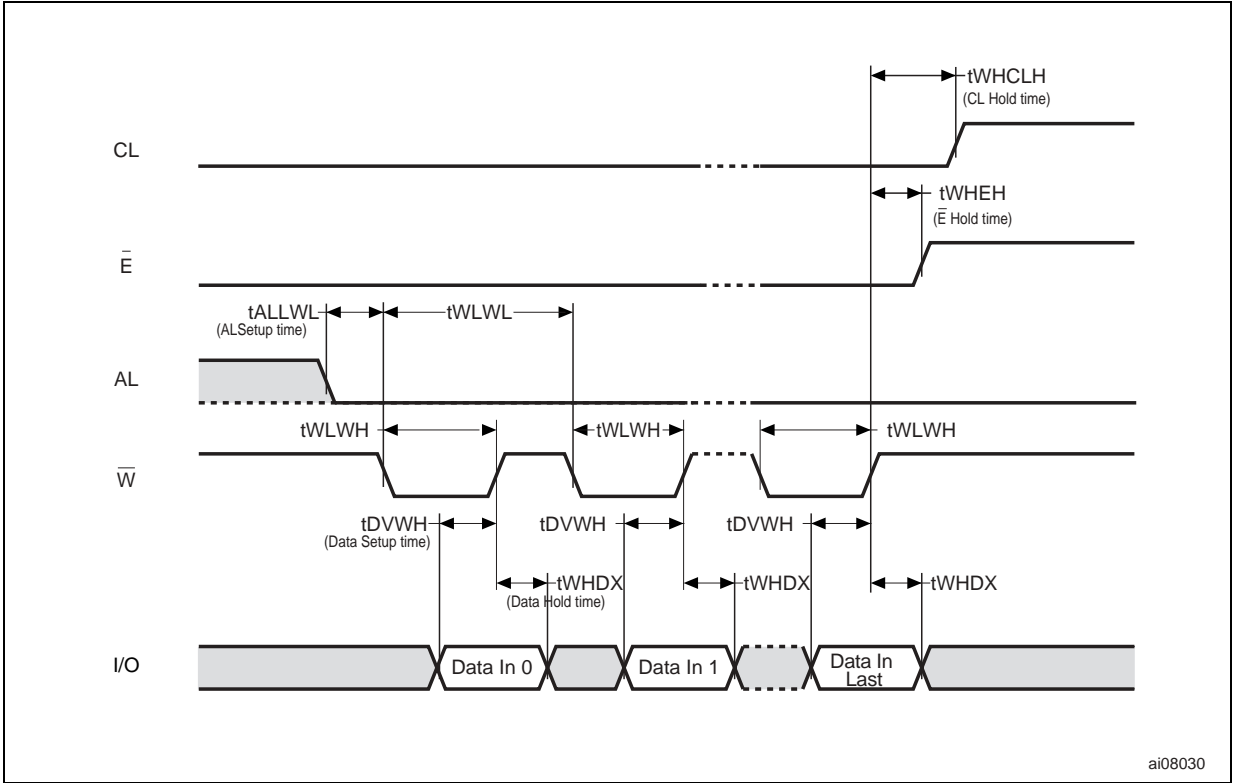 tWHCLH
(CL Hold time)
CL
tWHEH
(E̅ Hold time)
E̅
tALLWL
(ALSetup time)
tWLWL
AL
tWLWH
tWLWH
tWLWH
W̅
tDVWH
(Data Setup time)
tDVWH
tDVWH
tWHDX
(Data Hold time)
tWHDX
tWHDX
I/O
Data In 0
Data In 1
Data In
Last
ai08030